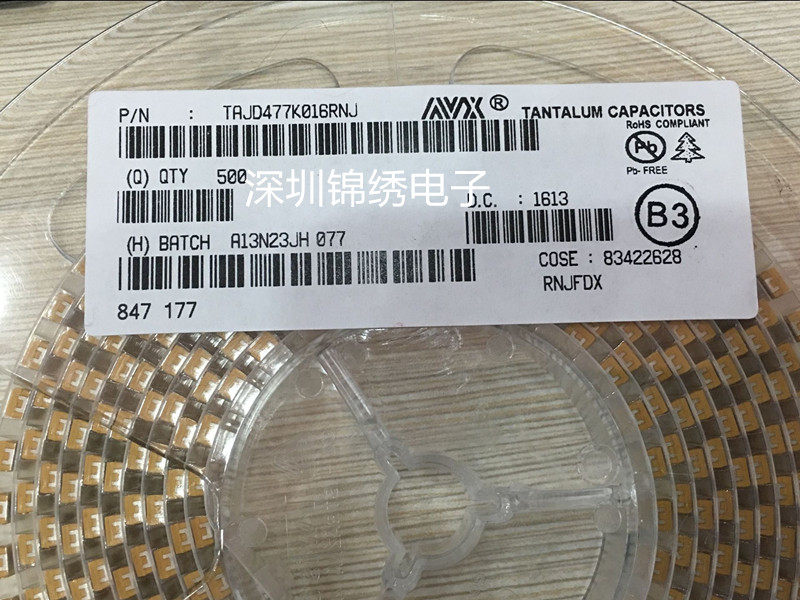 P/N : TAJD477K016RNJ AVX ® TANTALUM CAPACITORS
RoHS COMPLIANT
Pb
Pb- FREE
(Q) QTY 500
深圳锦绣电子
D.C. : 1613
B3
(H) BATCH A13N23JH 077
COSE : 83422628
RNJFDX
847 177